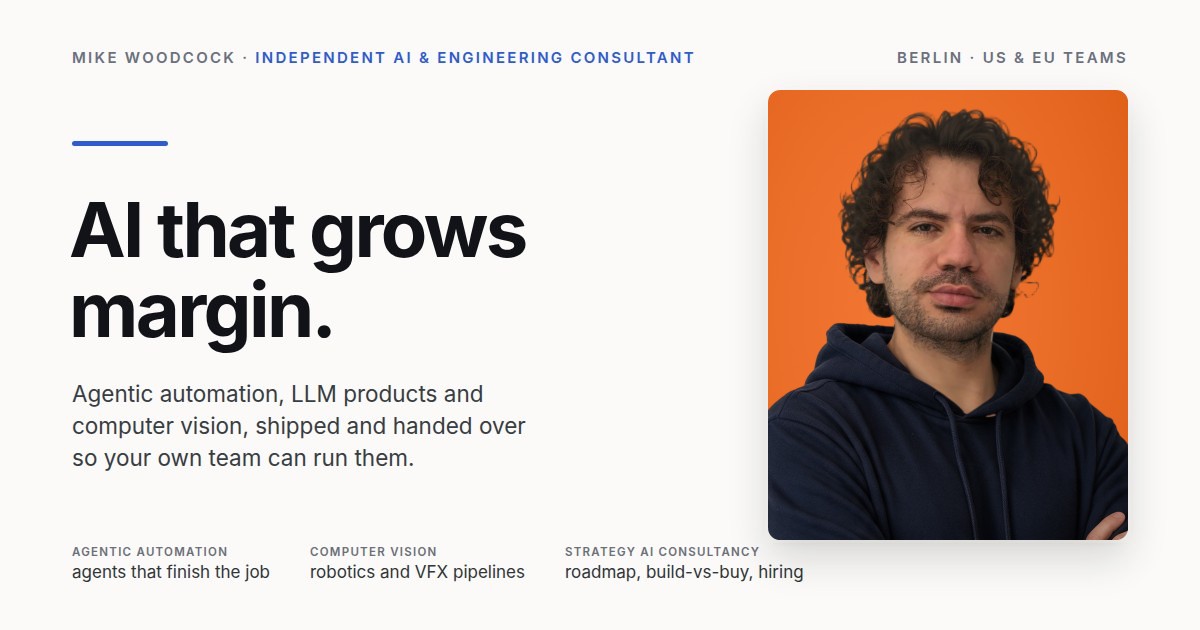 MIKE WOODCOCK · INDEPENDENT AI & ENGINEERING CONSULTANT
BERLIN · US & EU TEAMS
AI that grows
margin.
Agentic automation, LLM products and
computer vision, shipped and handed over
so your own team can run them.
AGENTIC AUTOMATION
agents that finish the job
COMPUTER VISION
robotics and VFX pipelines
STRATEGY AI CONSULTANCY
roadmap, build-vs-buy, hiring